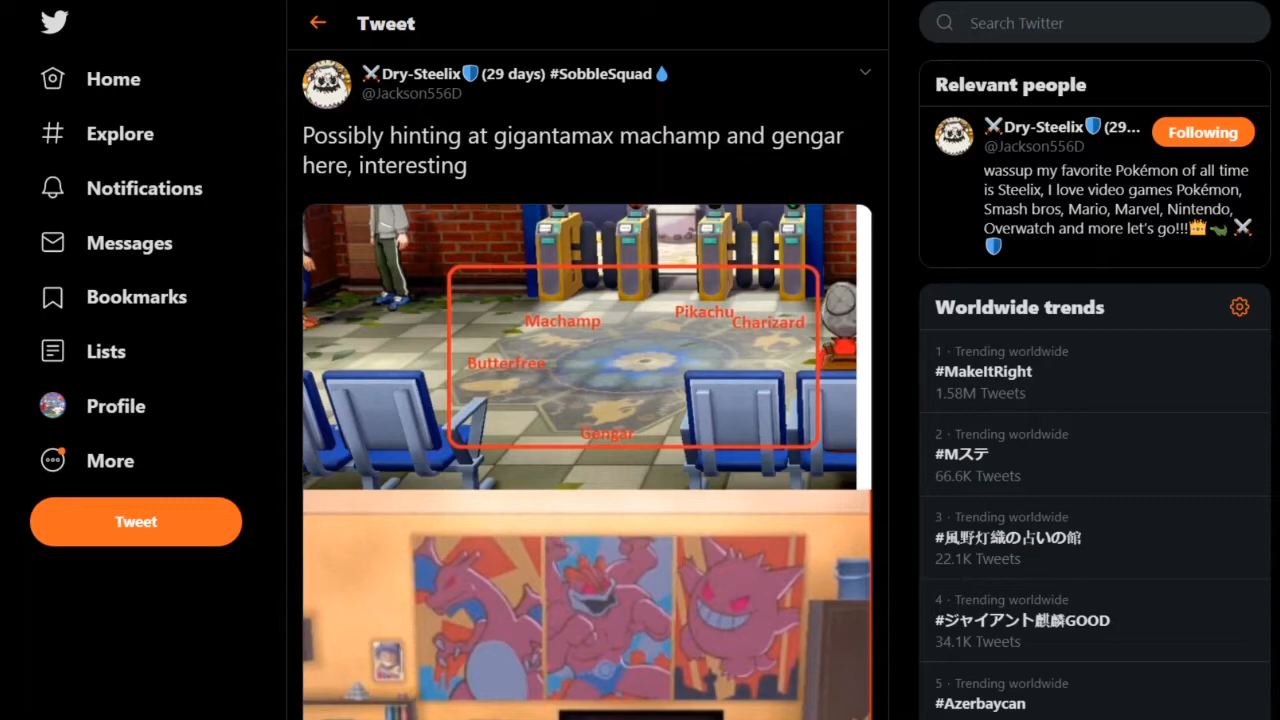 Home
Explore
Notifications
Messages
Bookmarks
Lists
Profile
More
Tweet
Tweet
⚔Dry-Steelix🛡(29 days) #SobbleSquad💧
@Jackson556D
Possibly hinting at gigantamax machamp and gengar
here, interesting
Machamp
Pikachu
Charizard
Butterfree
Gengar
Search Twitter
Relevant people
⚔Dry-Steelix🛡(29...
@Jackson556D
Following
wassup my favorite Pokémon of all time
is Steelix, I love video games Pokémon,
Smash bros, Mario, Marvel, Nintendo,
Overwatch and more let's go!!!👑🐊⚔
🛡
Worldwide trends
1 · Trending worldwide
#MakeItRight
1.58M Tweets
2 · Trending worldwide
#Mステ
66.6K Tweets
3 · Trending worldwide
#風野灯織の占いの館
22.1K Tweets
4 · Trending worldwide
#ジャイアント麒麟GOOD
34.1K Tweets
5 · Trending worldwide
#Azerbaycan